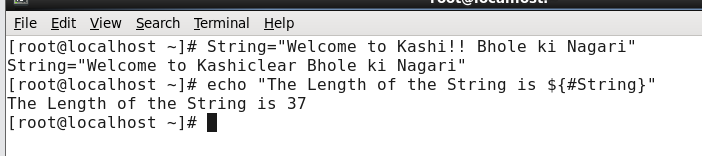 File Edit View Search Terminal Help
[root@localhost ~]# String="Welcome to Kashi!! Bhole ki Nagari"
String="Welcome to Kashiclear Bhole ki Nagari"
[root@localhost ~]# echo "The Length of the String is ${#String}"
The Length of the String is 37
[root@localhost ~]#